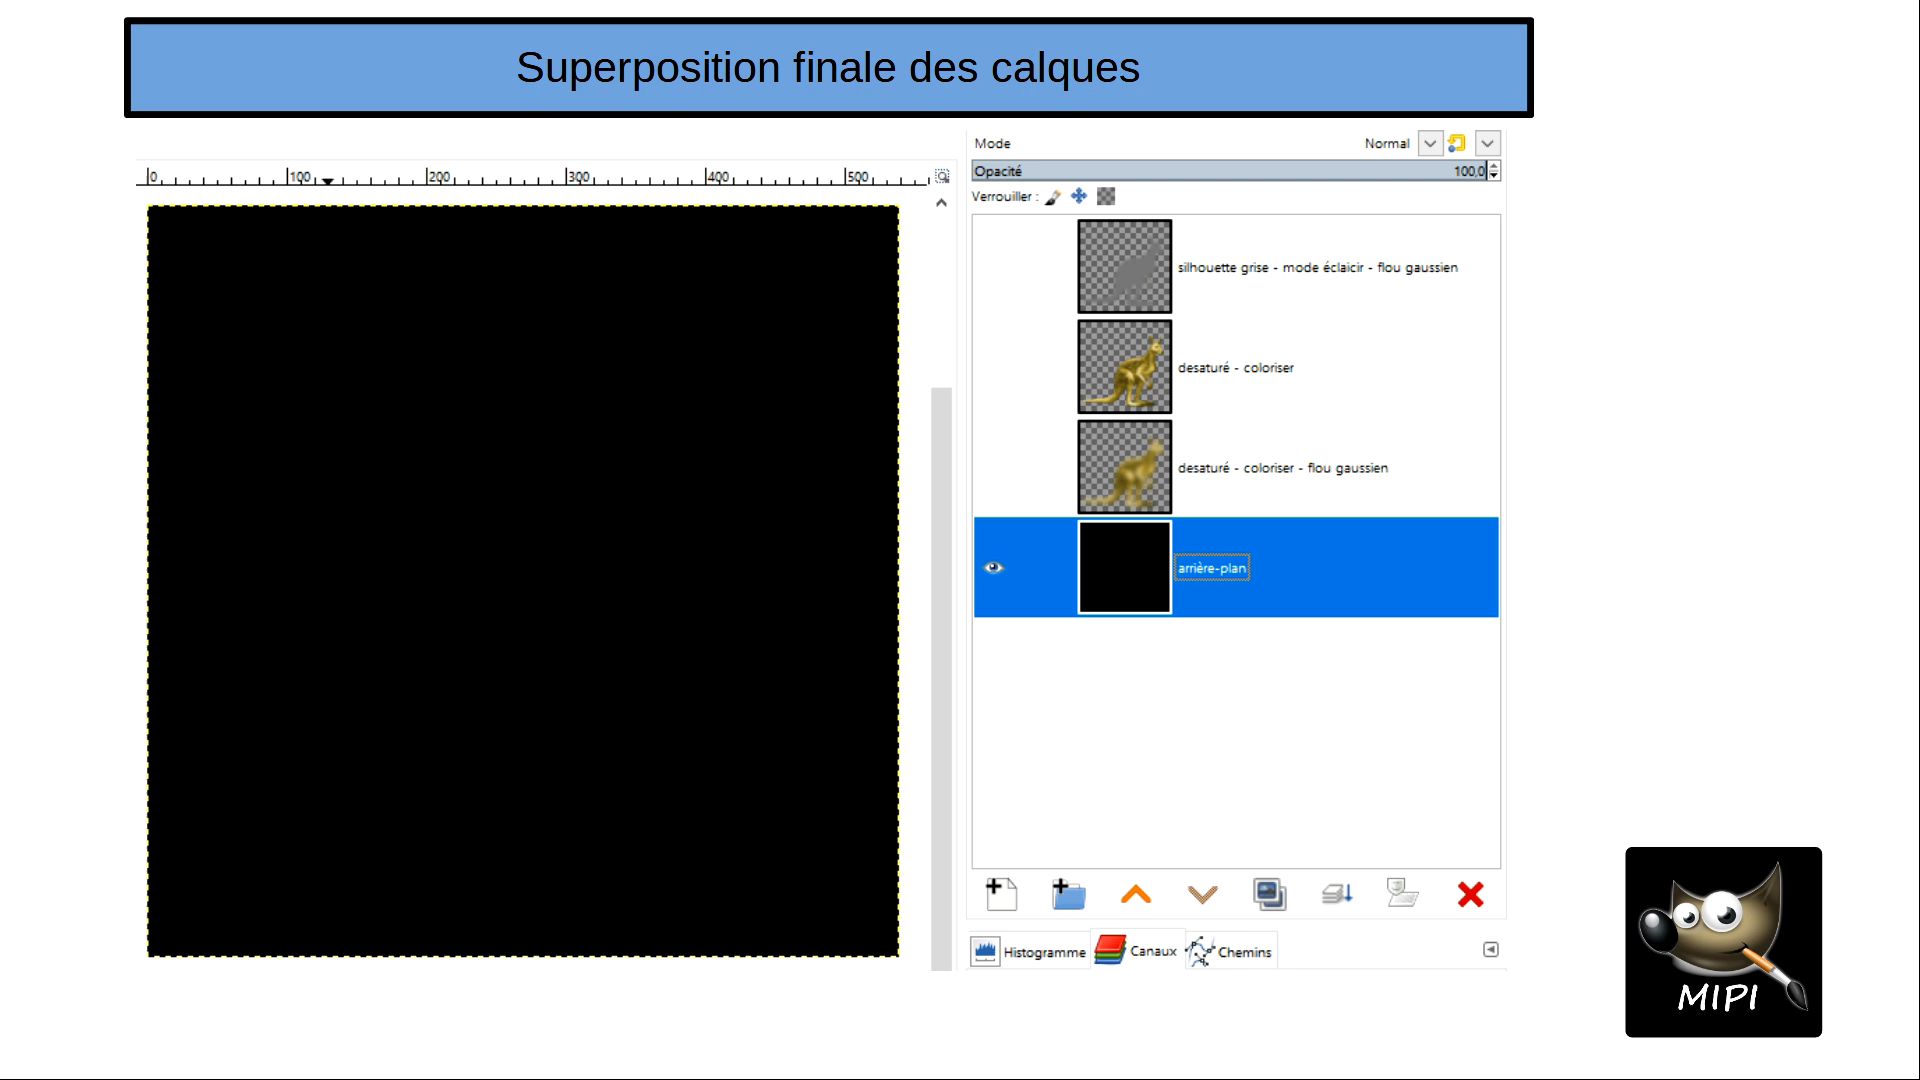 Superposition finale des calques
Mode Normal
0 100 200 300 400 500
Opacité 100,0
Verrouiller :
silhouette grise - mode éclaicir - flou gaussien
desaturé - coloriser
desaturé - coloriser - flou gaussien
arrière-plan
Histogramme Canaux Chemins
MIPI